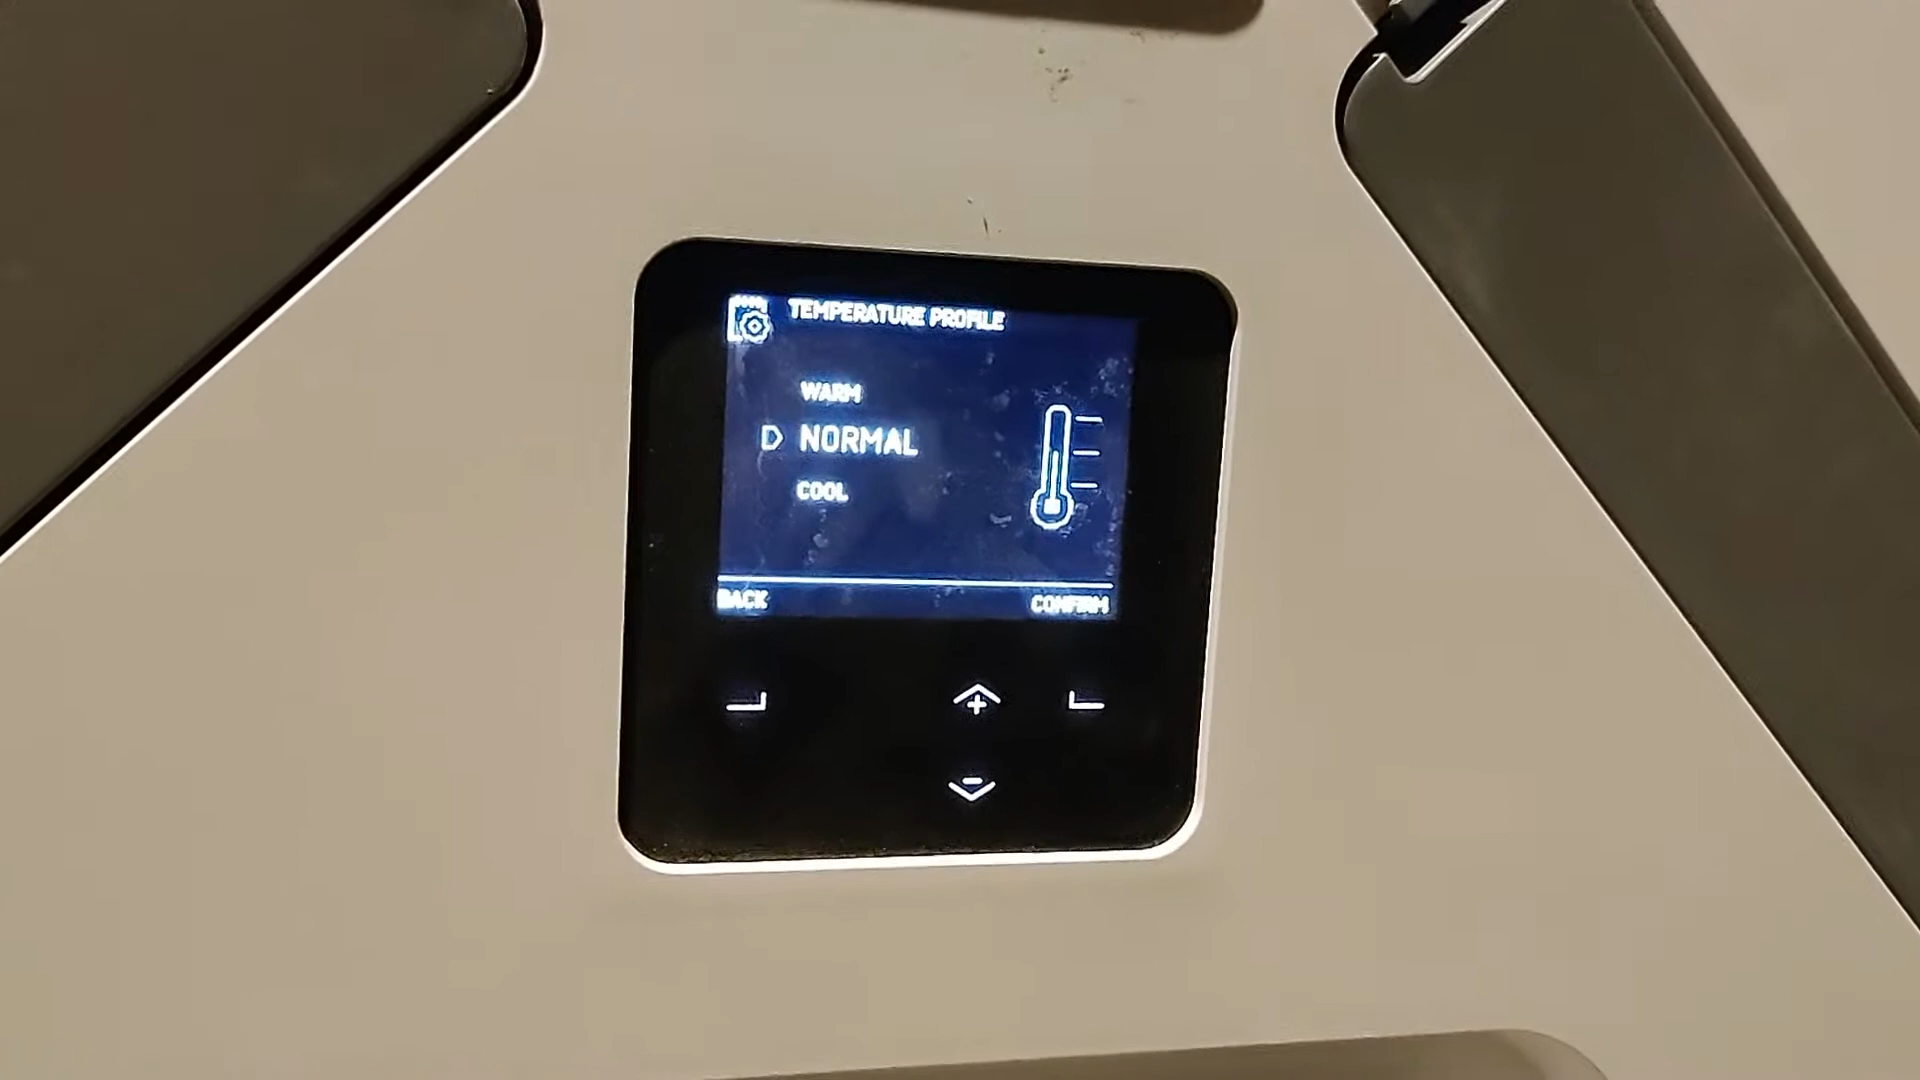 TEMPERATURE PROFILE
WARM
NORMAL
COOL
BACK CONFIRM